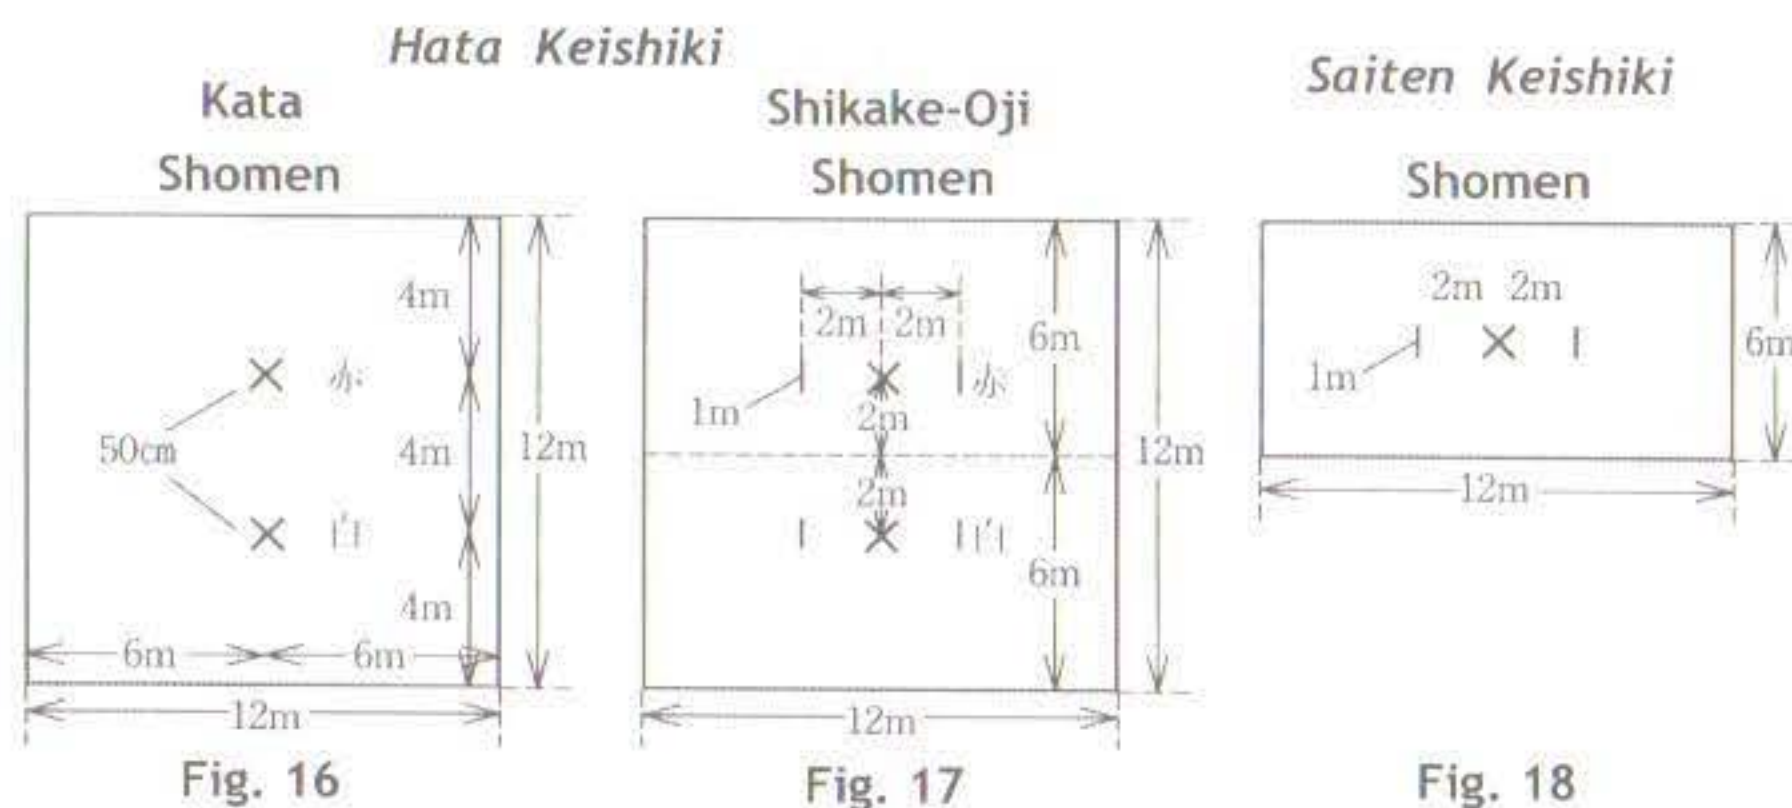 Hata Keishiki
Kata
Shomen
4m
赤
50cm
4m
12m
白
4m
6m
6m
12m
Fig. 16
Shikake-Oji
Shomen
2m
2m
6m
赤
1m
2m
12m
2m
白
6m
12m
Fig. 17
Saiten Keishiki
Shomen
2m 2m
6m
1m
12m
Fig. 18